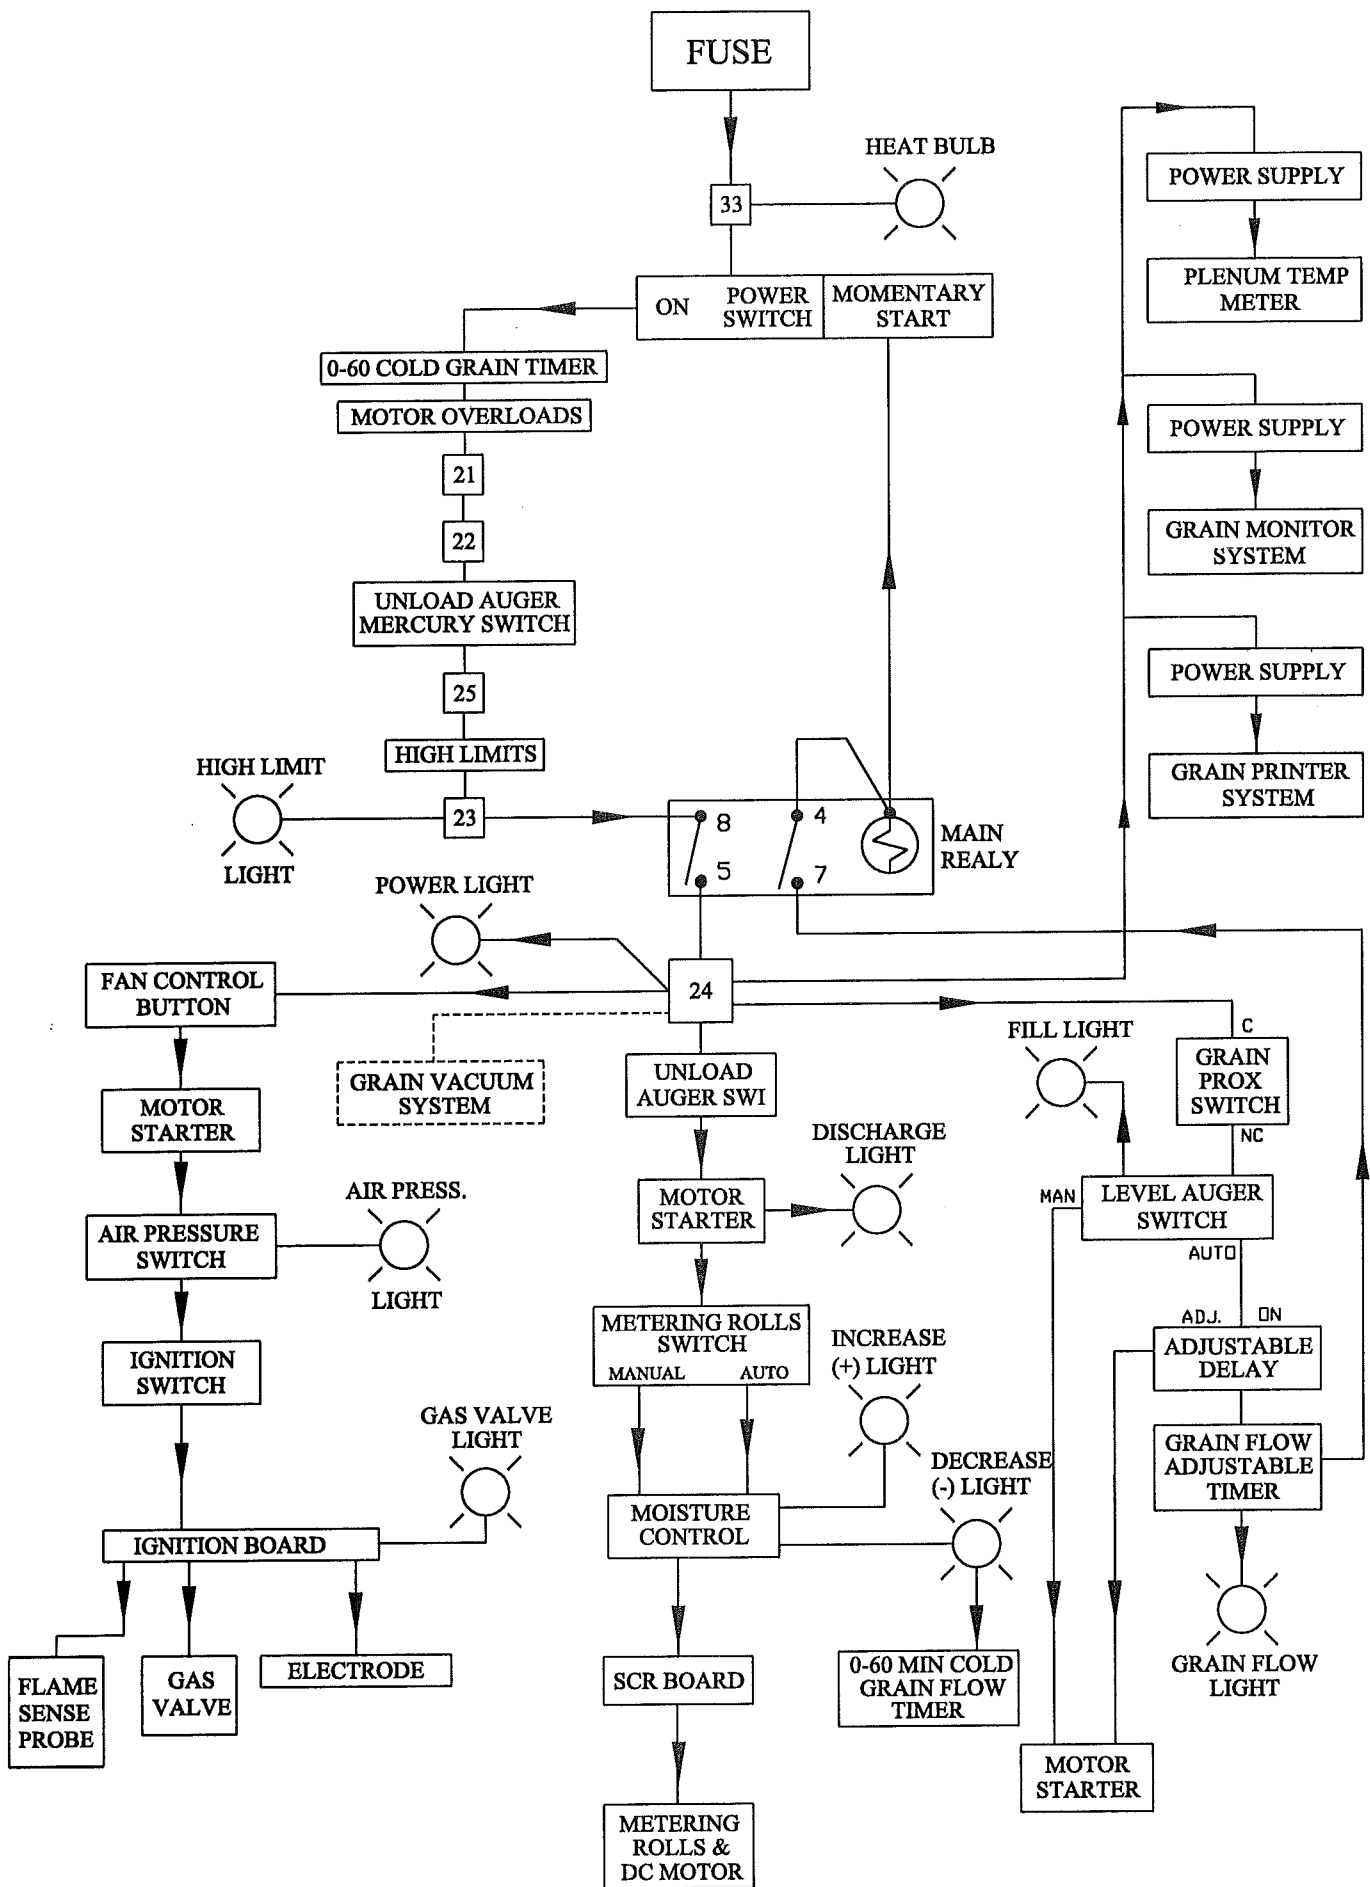 FUSE
HEAT BULB
33
ON
POWER
SWITCH
MOMENTARY
START
0-60 COLD GRAIN TIMER
MOTOR OVERLOADS
21
22
UNLOAD AUGER
MERCURY SWITCH
25
HIGH LIMITS
23
HIGH LIMIT
LIGHT
8
5
4
7
MAIN
REALY
POWER SUPPLY
PLENUM TEMP
METER
POWER SUPPLY
GRAIN MONITOR
SYSTEM
POWER SUPPLY
GRAIN PRINTER
SYSTEM
POWER LIGHT
24
FAN CONTROL
BUTTON
MOTOR
STARTER
AIR PRESSURE
SWITCH
AIR PRESS.
LIGHT
IGNITION
SWITCH
GAS VALVE
LIGHT
IGNITION BOARD
FLAME
SENSE
PROBE
GAS
VALVE
ELECTRODE
GRAIN VACUUM
SYSTEM
UNLOAD
AUGER SWI
MOTOR
STARTER
DISCHARGE
LIGHT
METERING ROLLS
SWITCH
MANUAL
AUTO
INCREASE
(+) LIGHT
DECREASE
(-) LIGHT
MOISTURE
CONTROL
SCR BOARD
METERING
ROLLS &
DC MOTOR
0-60 MIN COLD
GRAIN FLOW
TIMER
FILL LIGHT
C
GRAIN
PROX
SWITCH
NC
MAN
LEVEL AUGER
SWITCH
AUTO
ADJ.
ON
ADJUSTABLE
DELAY
GRAIN FLOW
ADJUSTABLE
TIMER
GRAIN FLOW
LIGHT
MOTOR
STARTER